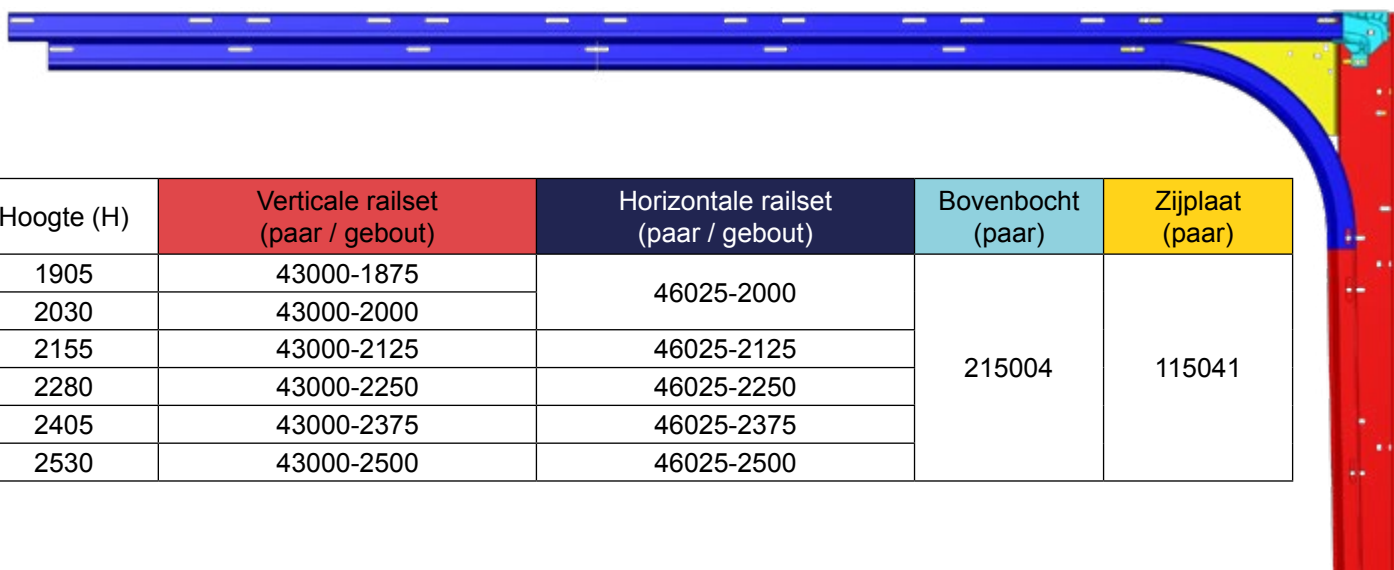 Hoogte (H) Verticale railset (paar / gebout) Horizontale railset (paar / gebout) Bovenbocht (paar) Zijplaat (paar)
1905 43000-1875 46025-2000 215004 115041
2030 43000-2000
2155 43000-2125 46025-2125
2280 43000-2250 46025-2250
2405 43000-2375 46025-2375
2530 43000-2500 46025-2500